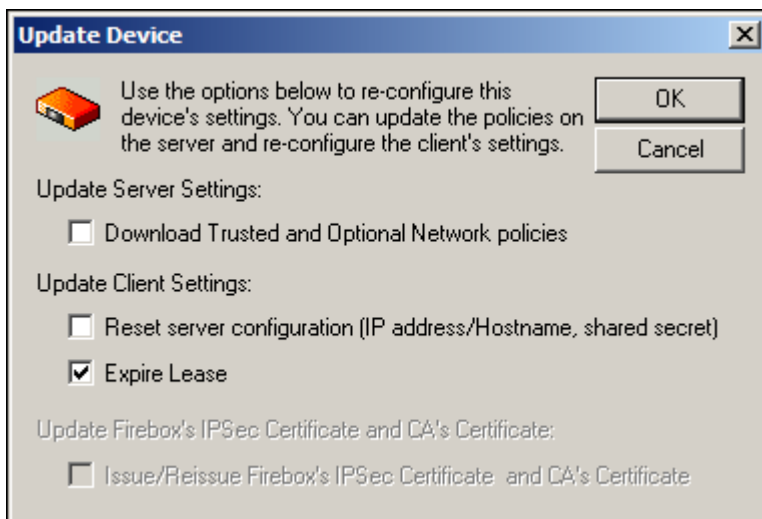 Update Device
Use the options below to re-configure this
device's settings. You can update the policies on
the server and re-configure the client's settings.
OK
Cancel
Update Server Settings:
Download Trusted and Optional Network policies
Update Client Settings:
Reset server configuration (IP address/Hostname, shared secret)
Expire Lease
Update Firebox's IPSec Certificate and CA's Certificate:
Issue/Reissue Firebox's IPSec Certificate and CA's Certificate